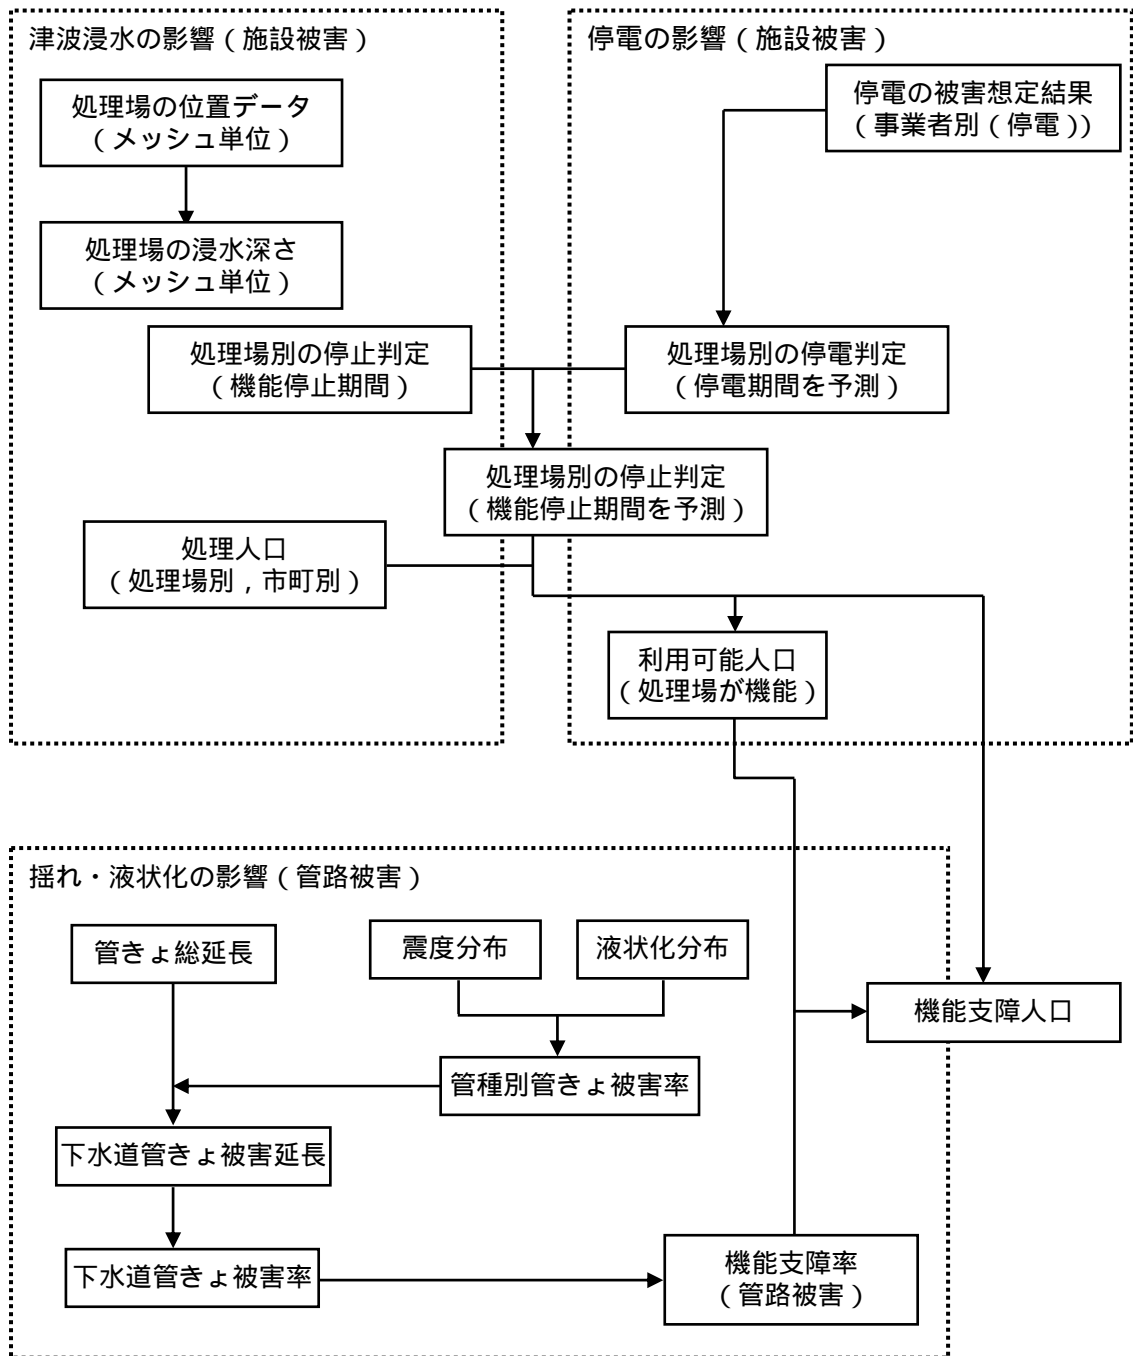 津波浸水の影響（施設被害）
処理場の位置データ
（メッシュ単位）
処理場の浸水深さ
（メッシュ単位）
停電の影響（施設被害）
停電の被害想定結果
（事業者別（停電））
処理場別の停止判定
（機能停止期間）
処理場別の停電判定
（停電期間を予測）
処理場別の停止判定
（機能停止期間を予測）
処理人口
（処理場別，市町別）
利用可能人口
（処理場が機能）
揺れ・液状化の影響（管路被害）
管きょ総延長
震度分布
液状化分布
機能支障人口
管種別管きょ被害率
下水道管きょ被害延長
下水道管きょ被害率
機能支障率
（管路被害）